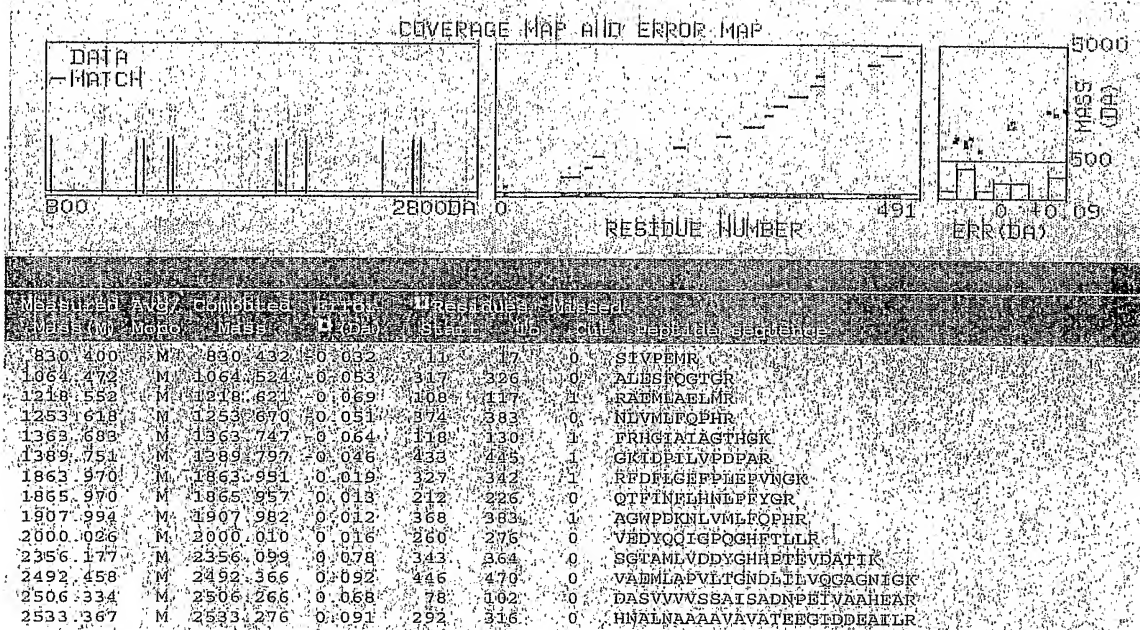 COVERAGE MAP AND ERROR MAP
DATA
MATCH
5000
MASS (DA)
500
800 2800DA
0 491
RESIDUE NUMBER
0 +0.09
ERR(DA)
Measured Avg/ Computed Error Residues Missed
Mass(M) Mono Mass (Da) Start To Cut Peptide sequence
830.400 M 830.432 -0.032 11 17 0 STVPEMR
1064.472 M 1064.524 -0.053 317 326 0 ALESFQGTGR
1218.552 M 1218.621 -0.069 108 117 1 RAEMLAELMR
1253.618 M 1253.670 -0.051 374 383 0 NLVMLFQPHR
1363.683 M 1363.747 -0.064 118 130 1 FRHGIAIAGTHGK
1389.751 M 1389.797 -0.046 433 445 1 GKIDPILVPDPAR
1863.970 M 1863.951 0.019 327 342 1 RFDFLGEFPLEPVNGK
1865.970 M 1865.957 0.013 212 226 0 QTFINFLHNLPFYGR
1907.994 M 1907.982 0.012 368 383 1 AGWPDKNLVMLFQPHR
2000.026 M 2000.010 0.016 260 276 0 VEDYQQIGPQGHFTLLR
2356.177 M 2356.099 0.078 343 364 0 SGTAMLVDDYGHHPTEVDATIK
2492.458 M 2492.366 0.092 446 470 0 VAEMLAPVLTGNDLILVQGAGNIGK
2506.334 M 2506.266 0.068 78 102 0 DASVVVVSSAISADNPEIVAAHEAR
2533.367 M 2533.276 0.091 292 316 0 HNALNAAAAVAVATEEGIDDEAILR